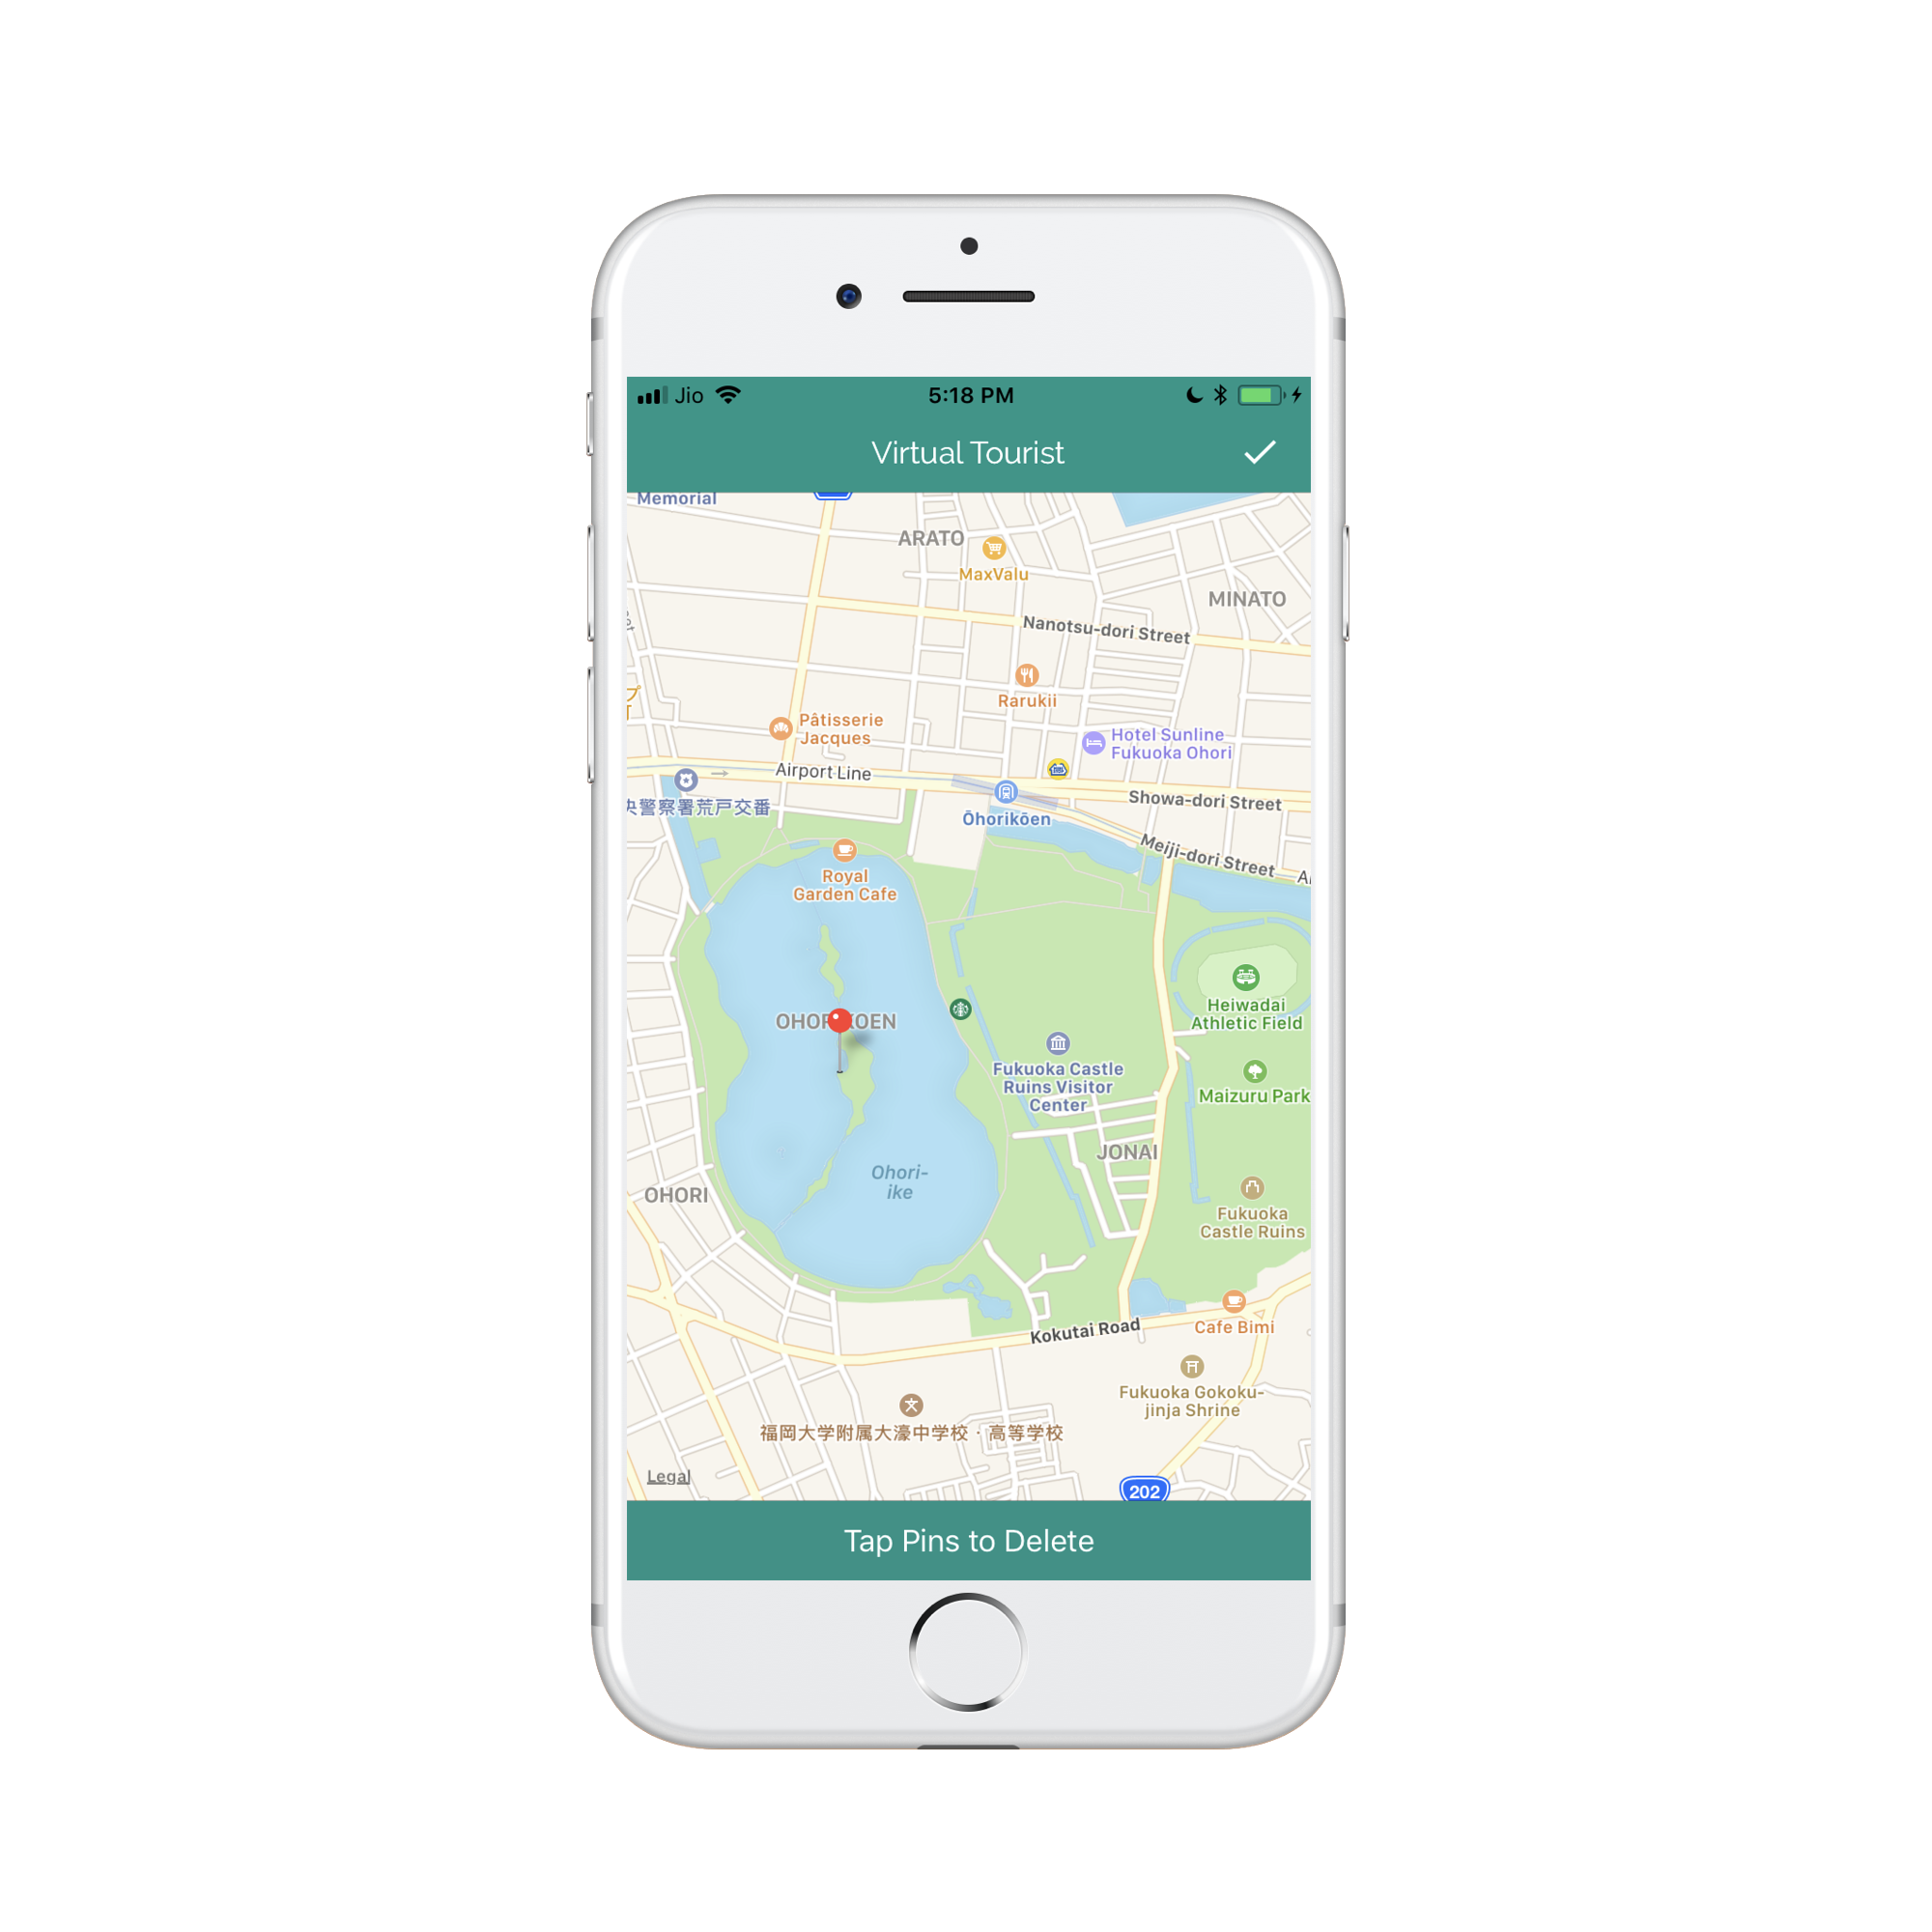 Jio
5:18 PM
Virtual Tourist
Memorial
ARATO
MaxValu
MINATO
Nanotsu-dori Street
Rarukii
Pâtisserie
Jacques
Hotel Sunline
Fukuoka Ohori
Airport Line
Showa-dori Street
央警察署荒戸交番
Ōhorikōen
Meiji-dori Street
Royal
Garden Cafe
Heiwadai
Athletic Field
OHORIKOEN
Fukuoka Castle
Ruins Visitor
Center
Maizuru Park
JONAI
Ohori-
ike
OHORI
Fukuoka
Castle Ruins
Kokutai Road
Cafe Bimi
Fukuoka Gokoku-
jinja Shrine
福岡大学附属大濠中学校・高等学校
Legal
202
Tap Pins to Delete